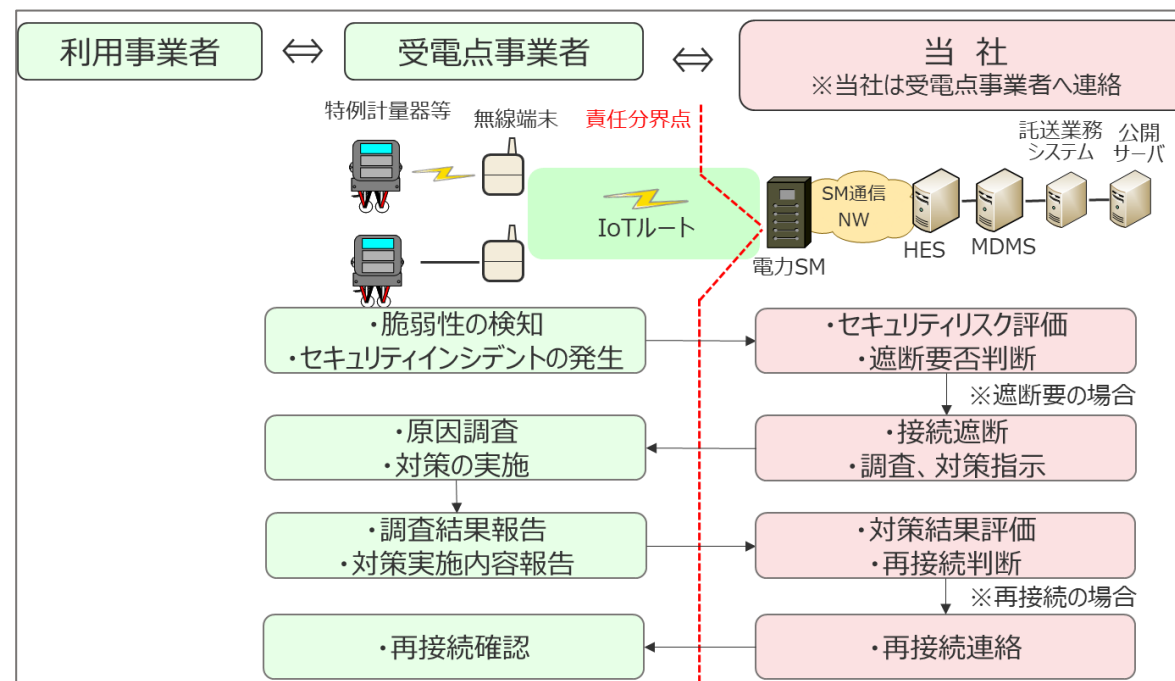 利用事業者
⇔
受電点事業者
⇔
当 社
※当社は受電点事業者へ連絡
特例計量器等
無線端末
責任分界点
託送業務
システム
公開
サーバ
IoTルート
SM通信
NW
電力SM
HES
MDMS
・脆弱性の検知
・セキュリティインシデントの発生
・セキュリティリスク評価
・遮断要否判断
※遮断要の場合
・原因調査
・対策の実施
・接続遮断
・調査、対策指示
・調査結果報告
・対策実施内容報告
・対策結果評価
・再接続判断
※再接続の場合
・再接続確認
・再接続連絡